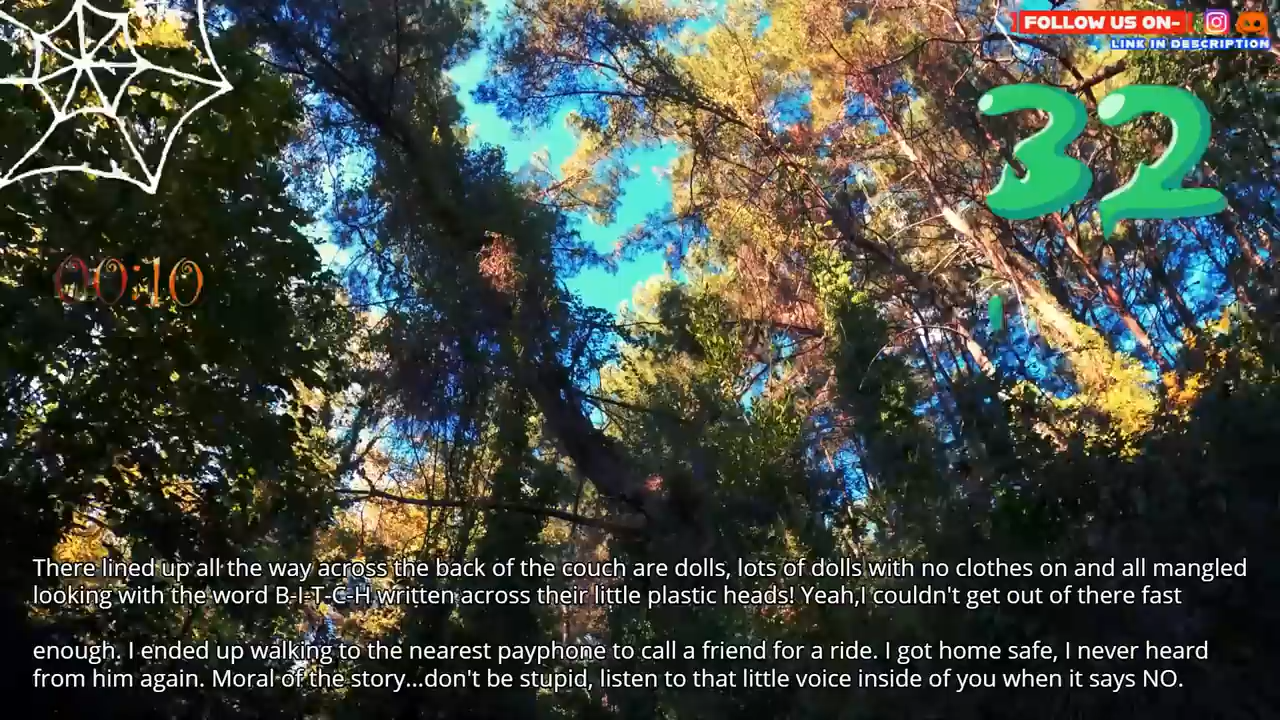 FOLLOW US ON-
LINK IN DESCRIPTION
32
00:10
There lined up all the way across the back of the couch are dolls, lots of dolls with no clothes on and all mangled
looking with the word B-I-T-C-H written across their little plastic heads! Yeah,I couldn't get out of there fast
enough. I ended up walking to the nearest payphone to call a friend for a ride. I got home safe, I never heard
from him again. Moral of the story...don't be stupid, listen to that little voice inside of you when it says NO.